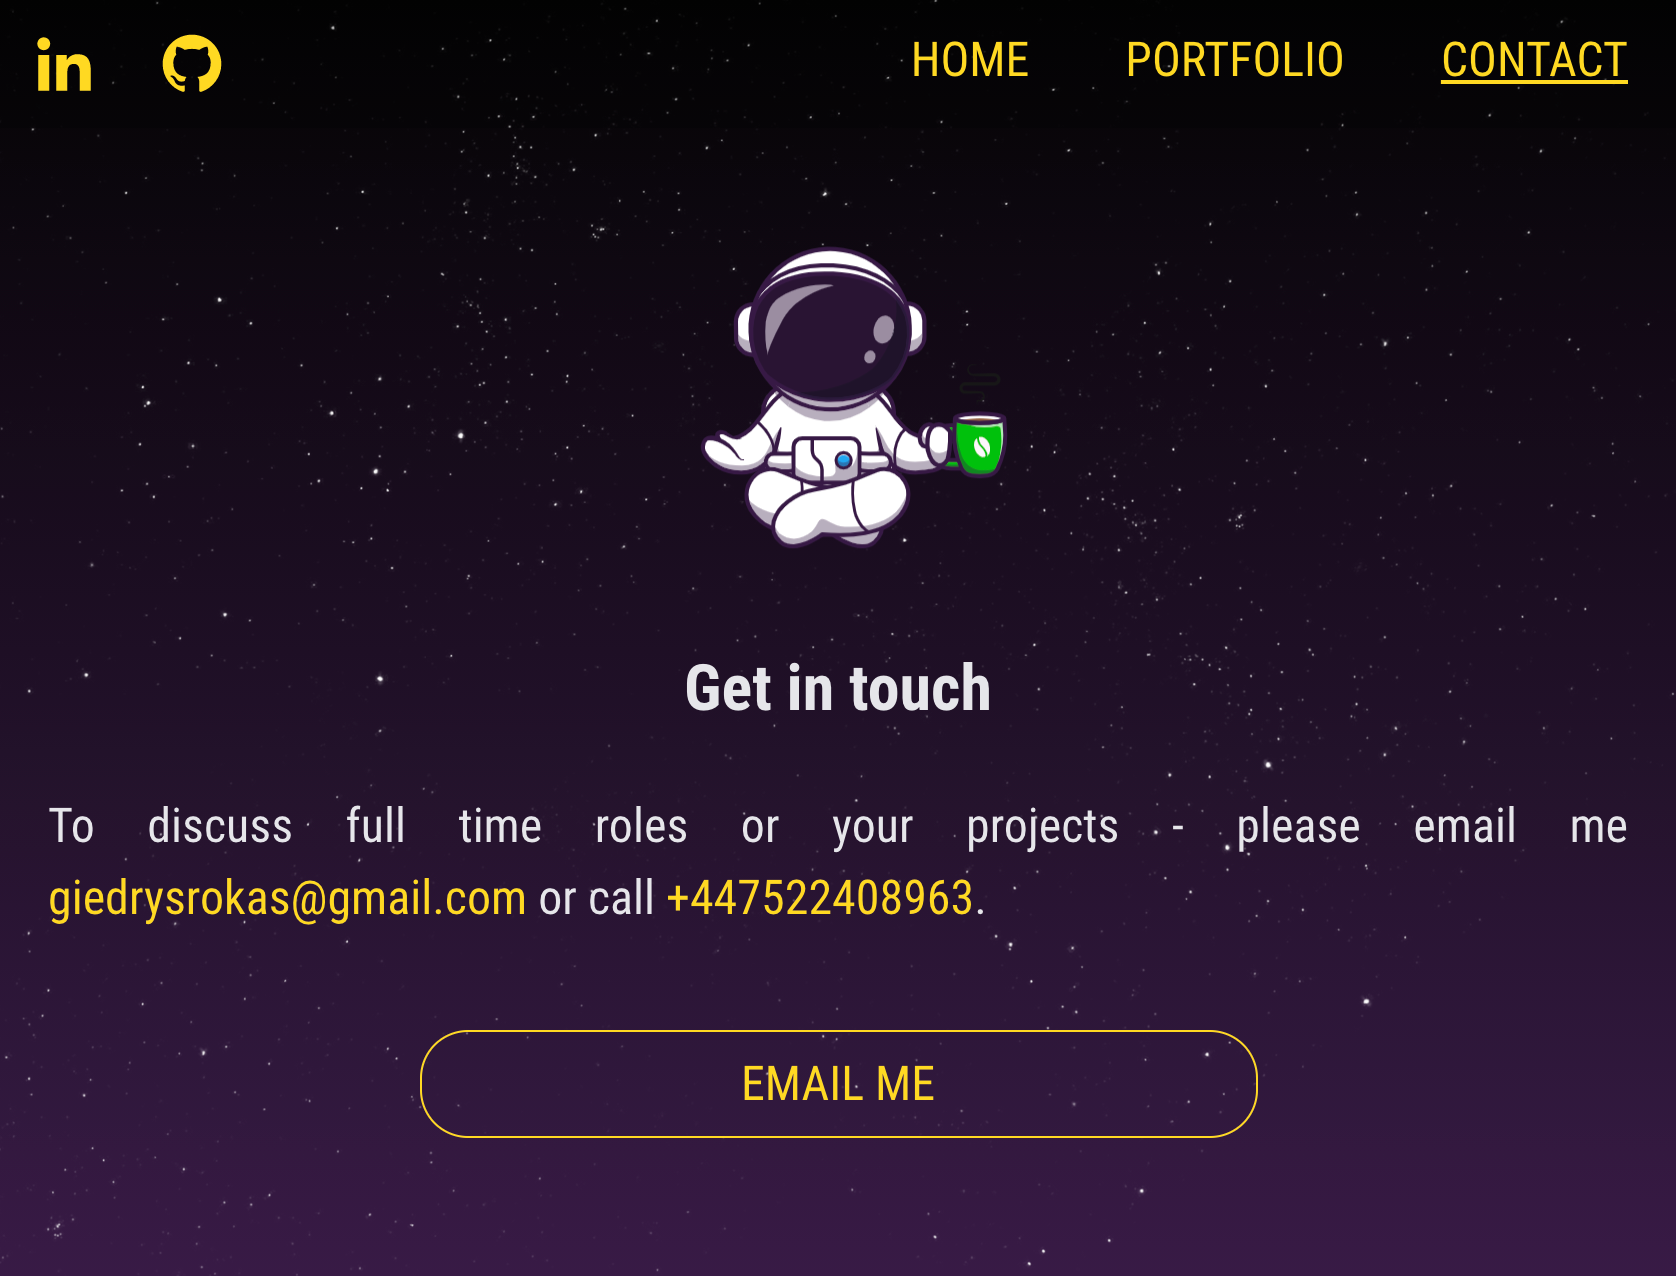 in
HOME PORTFOLIO CONTACT
Get in touch
To discuss full time roles or your projects - please email me
giedrysrokas@gmail.com or call +447522408963.
EMAIL ME